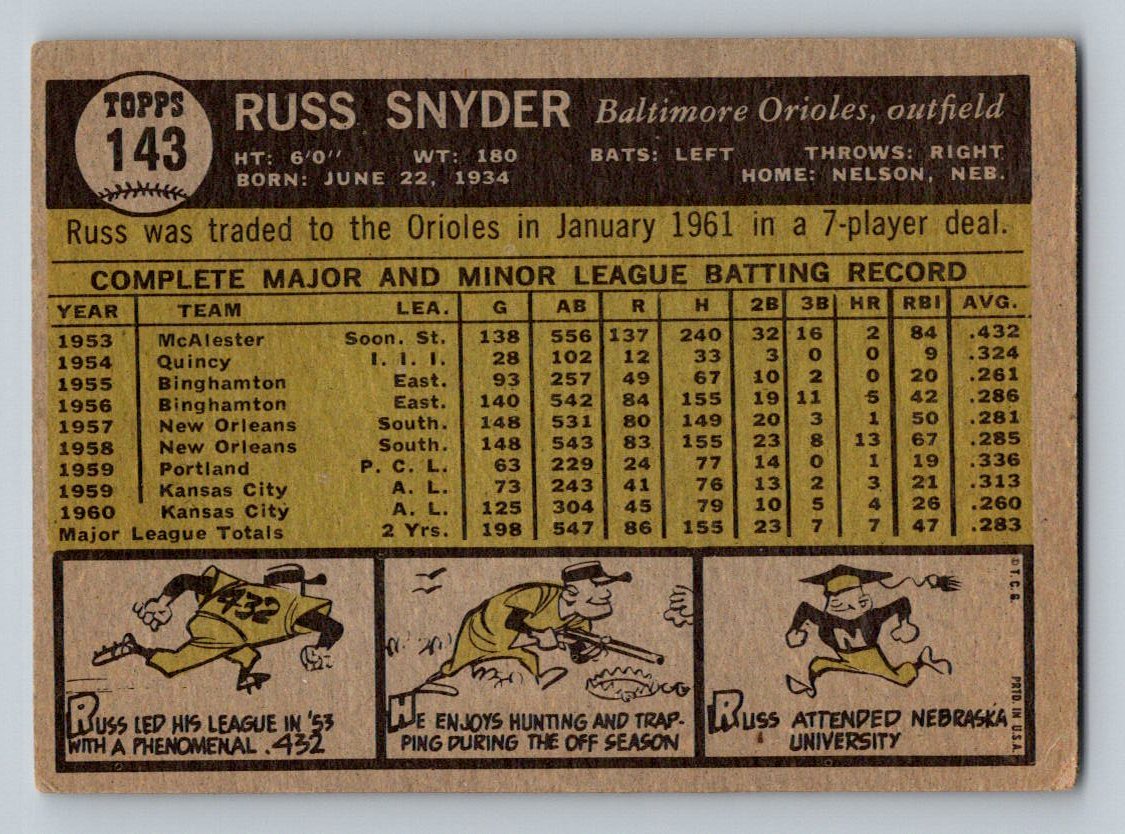 TOPPS
143
RUSS SNYDER Baltimore Orioles, outfield
HT: 6'0" WT: 180 BATS: LEFT THROWS: RIGHT
BORN: JUNE 22, 1934 HOME: NELSON, NEB.
Russ was traded to the Orioles in January 1961 in a 7-player deal.
COMPLETE MAJOR AND MINOR LEAGUE BATTING RECORD
YEAR TEAM LEA. G AB R H 2B 3B HR RBI AVG.
1953 McAlester Soon. St. 138 556 137 240 32 16 2 84 .432
1954 Quincy I. I. I. 28 102 12 33 3 0 0 9 .324
1955 Binghamton East. 93 257 49 67 10 2 0 20 .261
1956 Binghamton East. 140 542 84 155 19 11 5 42 .286
1957 New Orleans South. 148 531 80 149 20 3 1 50 .281
1958 New Orleans South. 148 543 83 155 23 8 13 67 .285
1959 Portland P. C. L. 63 229 24 77 14 0 1 19 .336
1959 Kansas City A. L. 73 243 41 76 13 2 3 21 .313
1960 Kansas City A. L. 125 304 45 79 10 5 4 26 .260
Major League Totals 2 Yrs. 198 547 86 155 23 7 7 47 .283
432
RUSS LED HIS LEAGUE IN '53
WITH A PHENOMENAL .432
HE ENJOYS HUNTING AND TRAP-
PING DURING THE OFF SEASON
N
RUSS ATTENDED NEBRASKA
UNIVERSITY
© T. C. G.
PRTD. IN U.S.A.